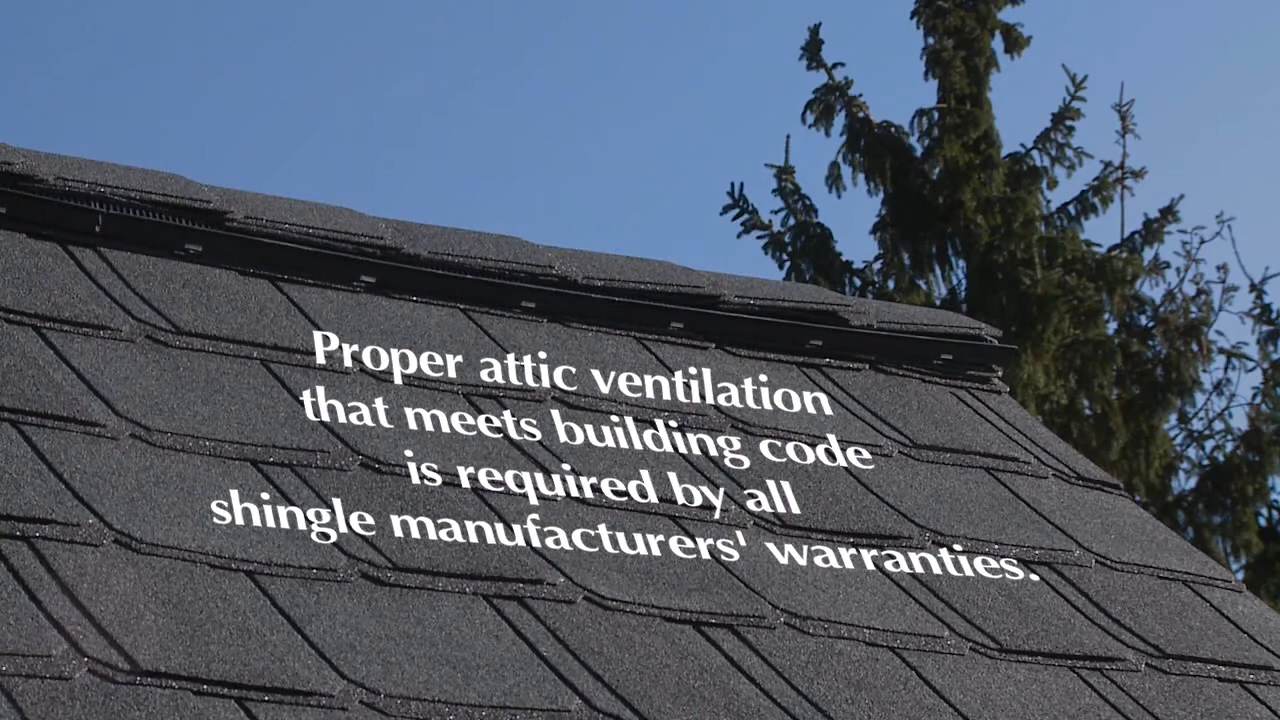 Proper attic ventilation
that meets building code
is required by all
shingle manufacturers' warranties.